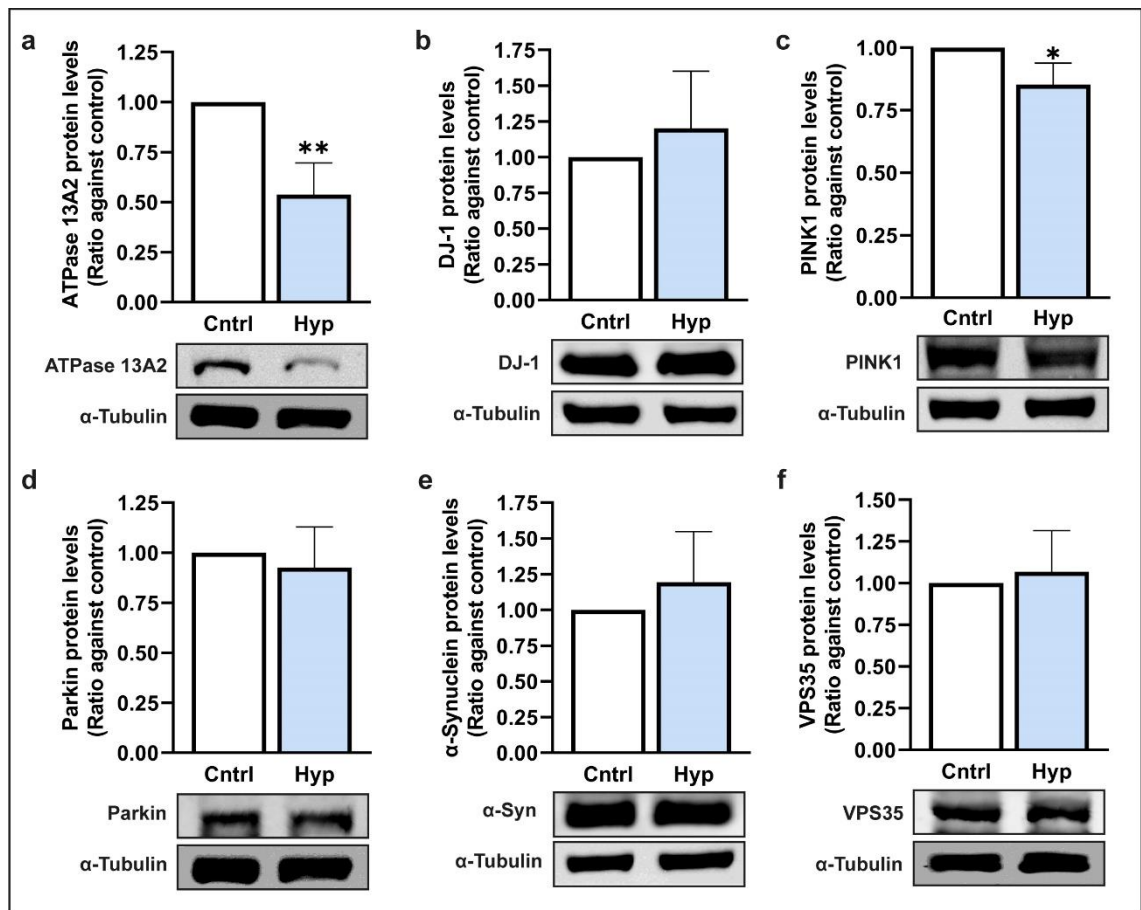 a
ATPase 13A2 protein levels
(Ratio against control)
1.25
1.00
0.75
0.50
0.25
0.00
**
Cntrl Hyp
ATPase 13A2
α-Tubulin
b
DJ-1 protein levels
(Ratio against control)
1.75
1.50
1.25
1.00
0.75
0.50
0.25
0.00
Cntrl Hyp
DJ-1
α-Tubulin
c
PINK1 protein levels
(Ratio against control)
1.00
0.75
0.50
0.25
0.00
*
Cntrl Hyp
PINK1
α-Tubulin
d
Parkin protein levels
(Ratio against control)
1.25
1.00
0.75
0.50
0.25
0.00
Cntrl Hyp
Parkin
α-Tubulin
e
α-Synuclein protein levels
(Ratio against control)
1.75
1.50
1.25
1.00
0.75
0.50
0.25
0.00
Cntrl Hyp
α-Syn
α-Tubulin
f
VPS35 protein levels
(Ratio against control)
1.50
1.25
1.00
0.75
0.50
0.25
0.00
Cntrl Hyp
VPS35
α-Tubulin